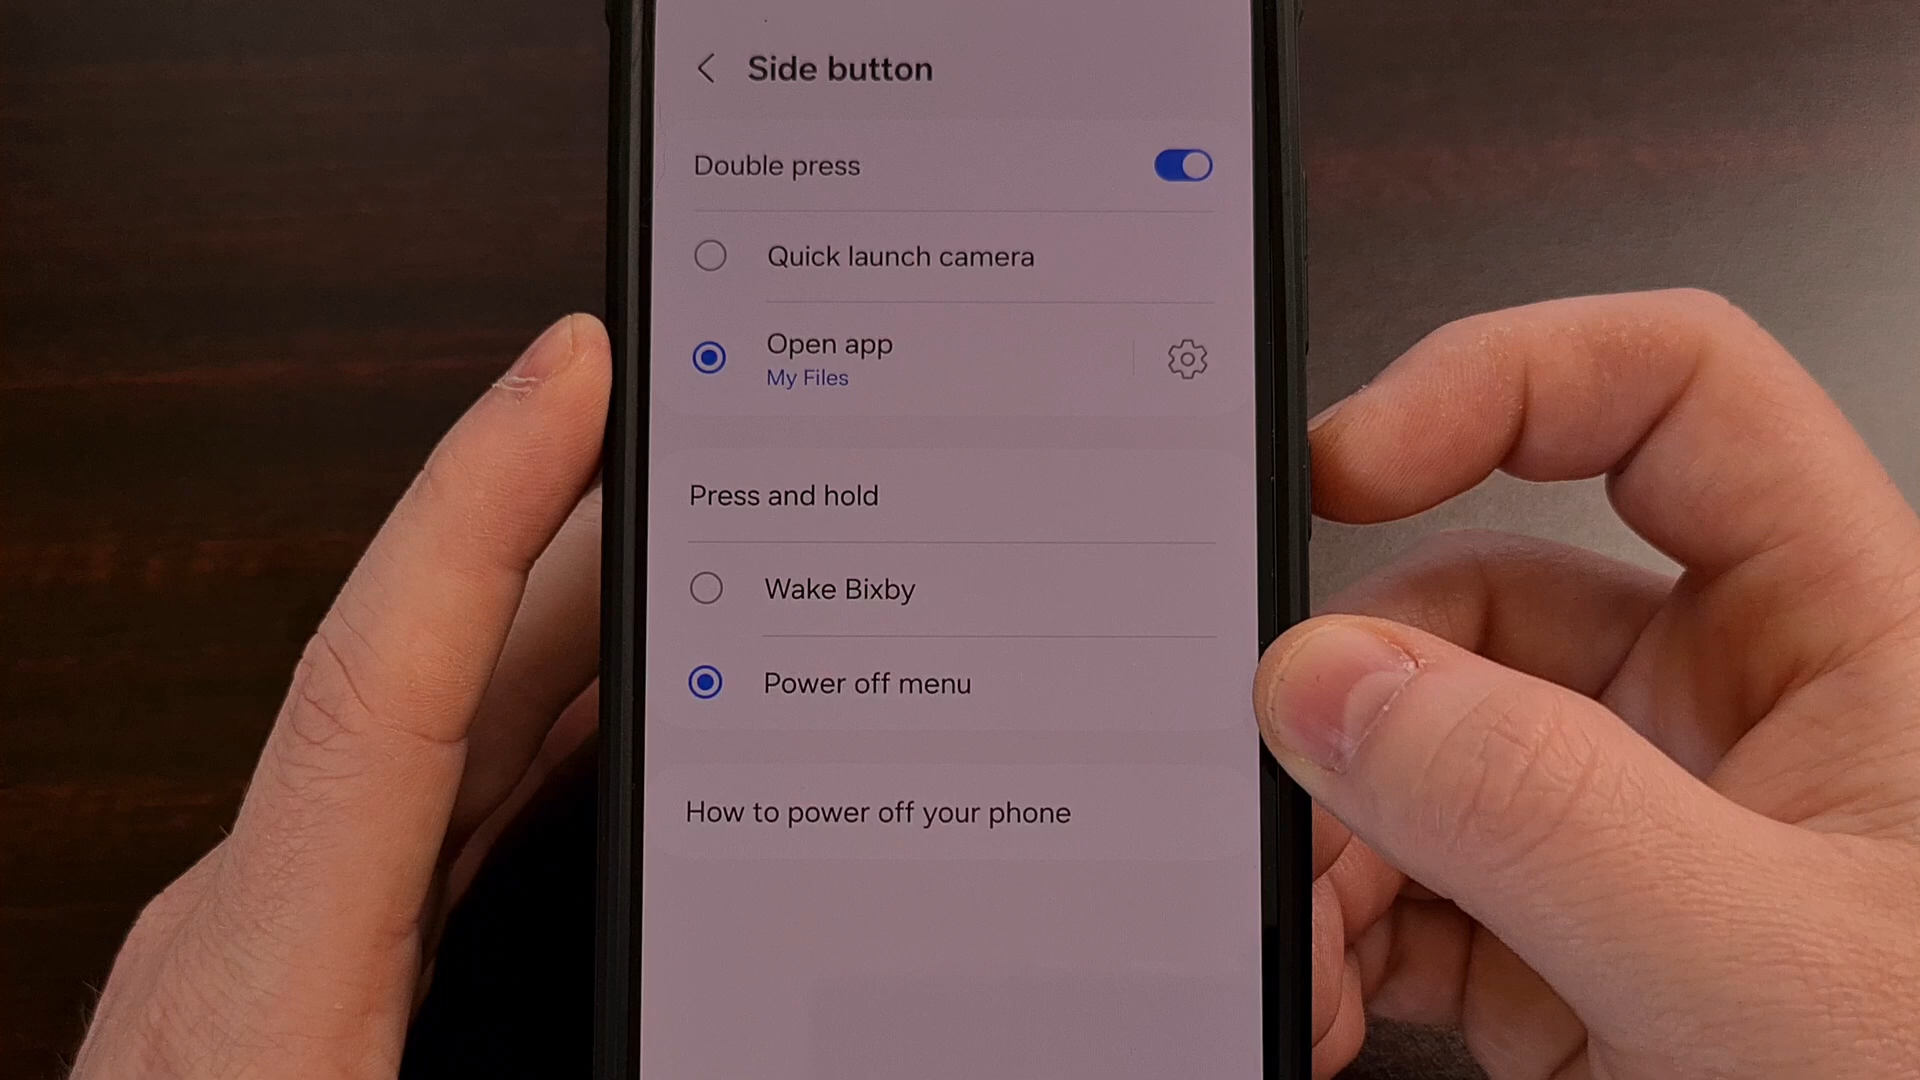 Side button
Double press
Quick launch camera
Open app
My Files
Press and hold
Wake Bixby
Power off menu
How to power off your phone